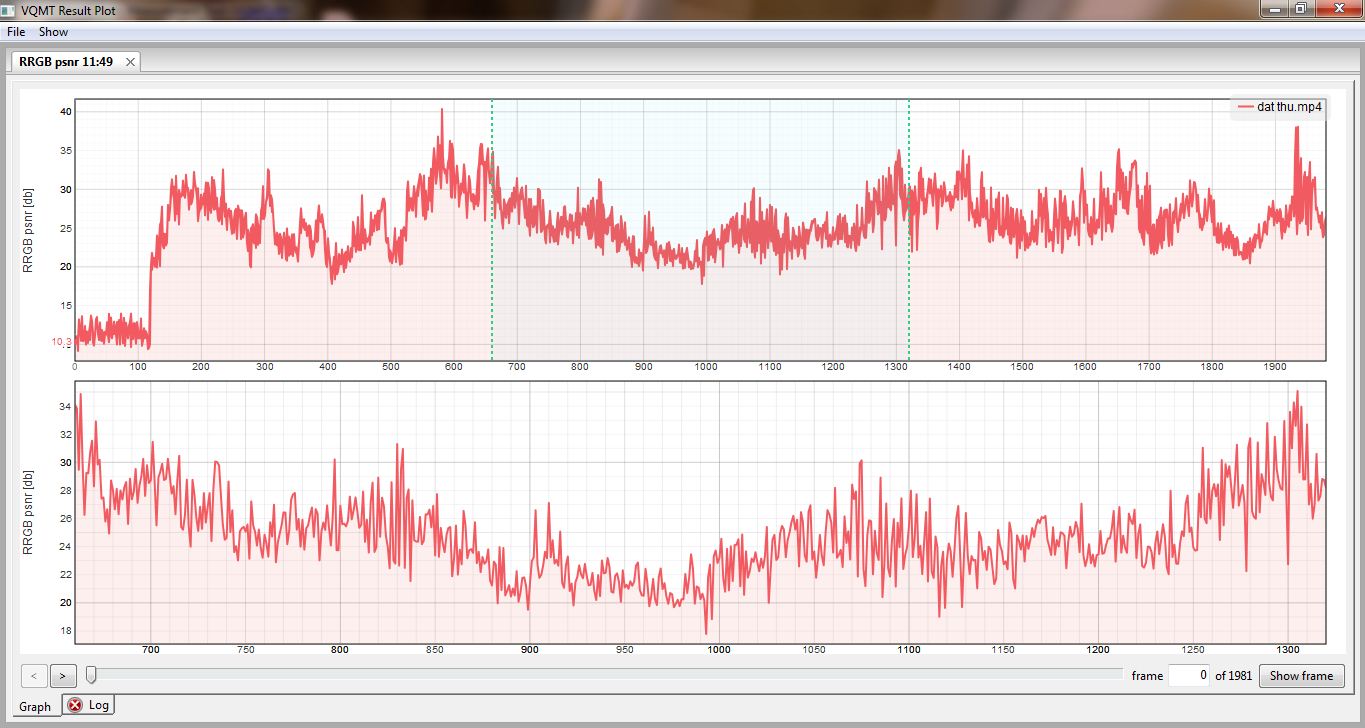 VQMT Result Plot
File Show
RRGB psnr 11:49
dat thu.mp4
RRGB psnr [db]
40
35
30
25
20
15
10.3
0 100 200 300 400 500 600 700 800 900 1000 1100 1200 1300 1400 1500 1600 1700 1800 1900
RRGB psnr [db]
34
32
30
28
26
24
22
20
18
700 750 800 850 900 950 1000 1050 1100 1150 1200 1250 1300
< > frame 0 of 1981 Show frame
Graph Log